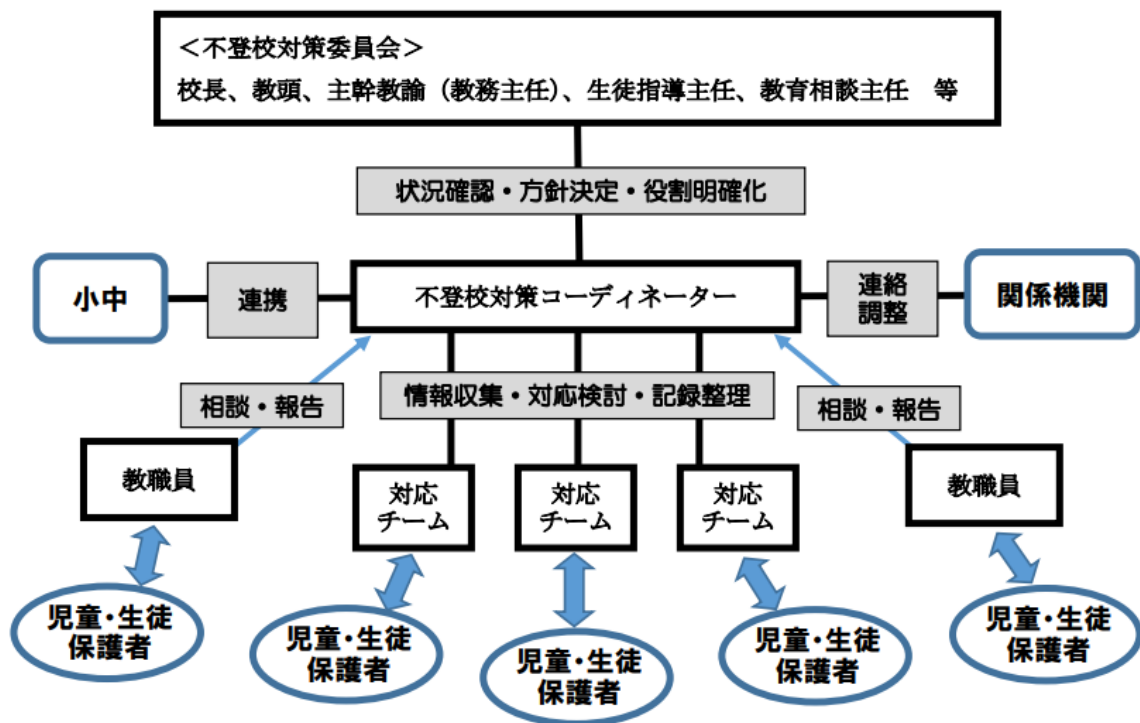 <不登校対策委員会>
校長、教頭、主幹教諭（教務主任）、生徒指導主任、教育相談主任　等
状況確認・方針決定・役割明確化
小中
連携
不登校対策コーディネーター
連絡
調整
関係機関
相談・報告
情報収集・対応検討・記録整理
相談・報告
教職員
対応
チーム
対応
チーム
対応
チーム
教職員
児童・生徒
保護者
児童・生徒
保護者
児童・生徒
保護者
児童・生徒
保護者
児童・生徒
保護者